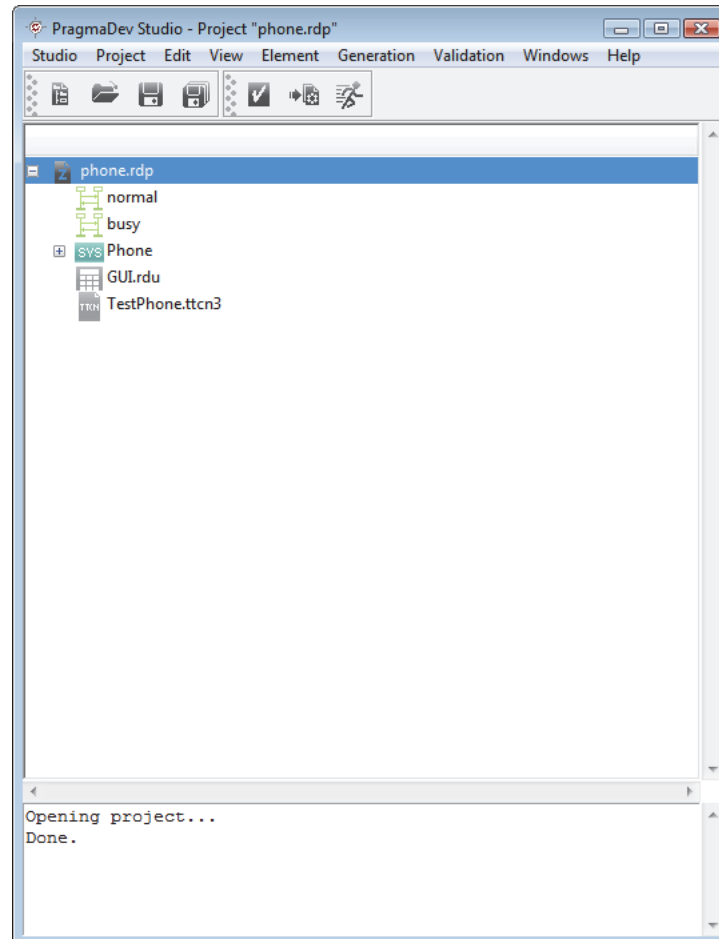 PragmaDev Studio - Project "phone.rdp"
Studio Project Edit View Element Generation Validation Windows Help
Z phone.rdp
normal
busy
SYS Phone
GUI.rdu
TTCN TestPhone.ttcn3
Opening project...
Done.